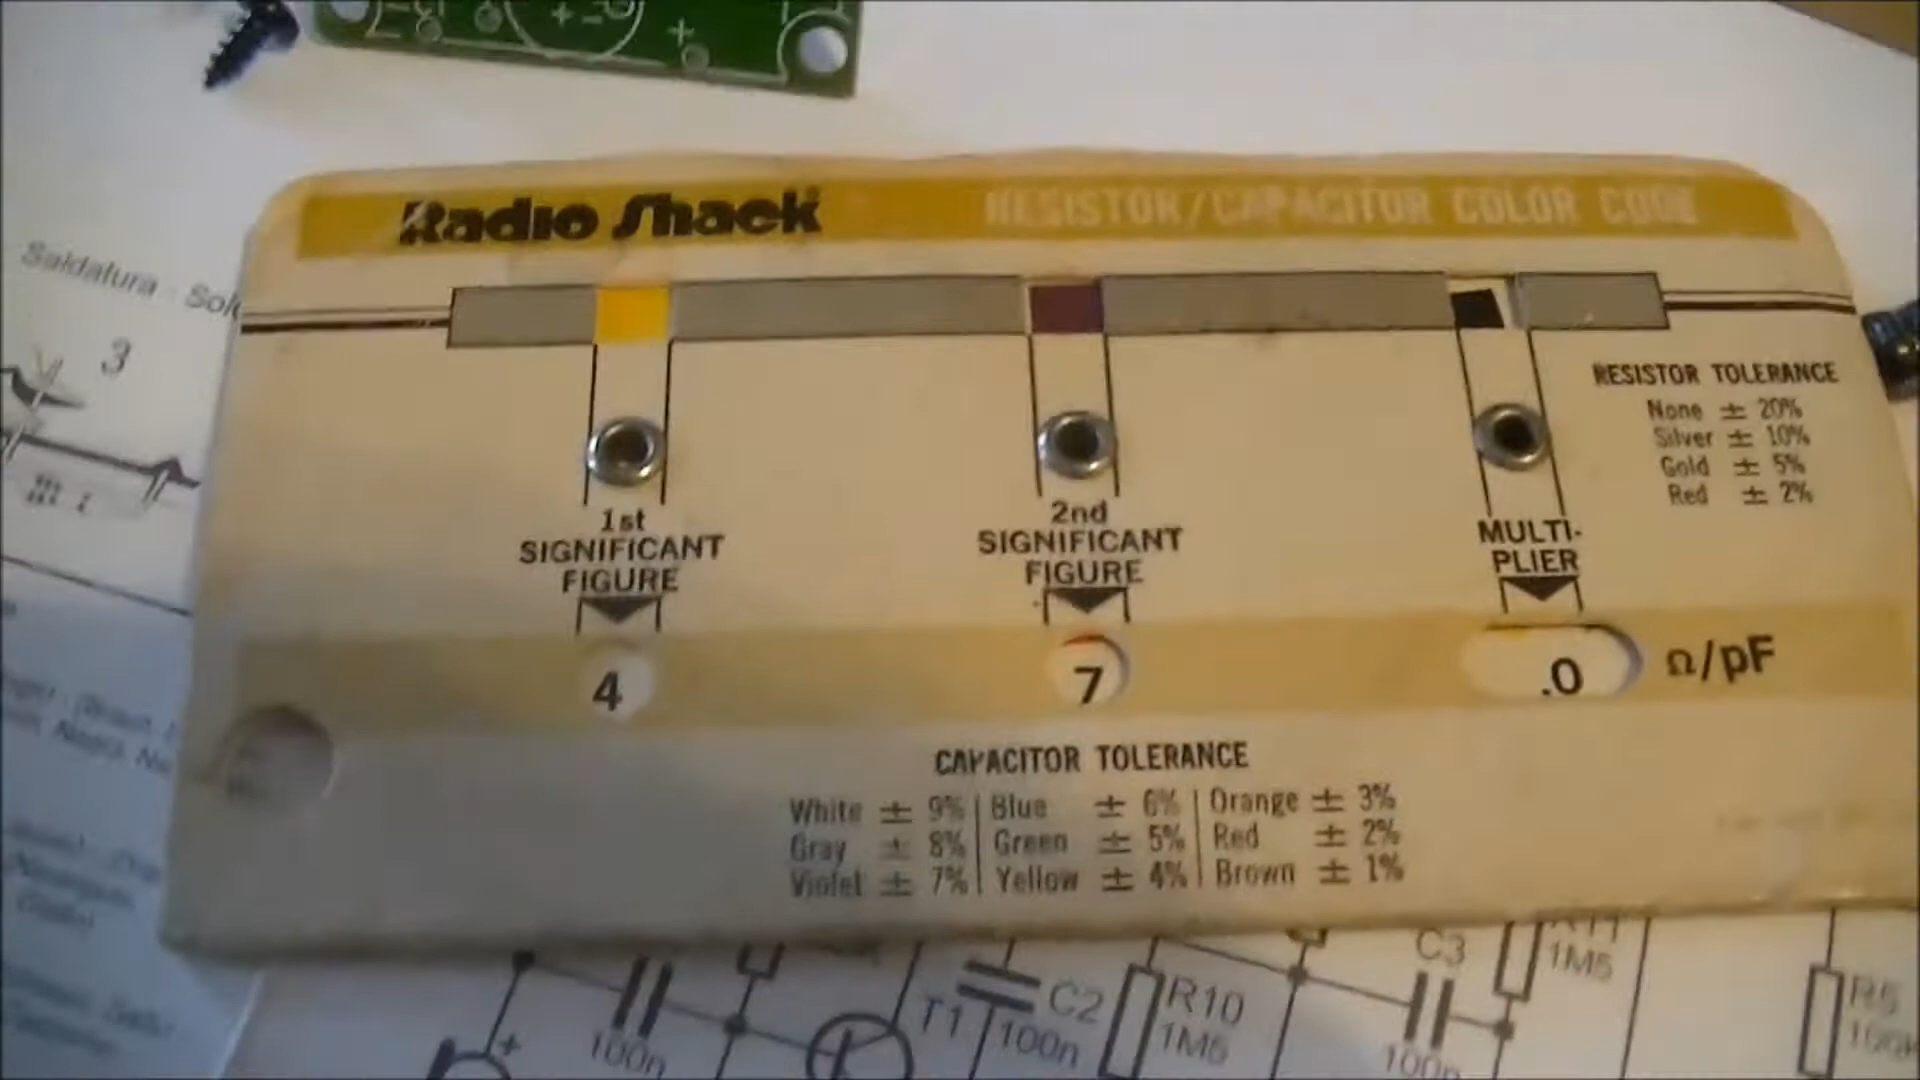 Radio Shack
RESISTOR/CAPACITOR COLOR CODE
Saldatura
3
RESISTOR TOLERANCE
None ± 20%
Silver ± 10%
Gold ± 5%
Red ± 2%
1st
SIGNIFICANT
FIGURE
2nd
SIGNIFICANT
FIGURE
MULTI-
PLIER
4
7
.0
Ω/pF
CAPACITOR TOLERANCE
White ± 9% Blue ± 6% Orange ± 3%
Gray ± 8% Green ± 5% Red ± 2%
Violet ± 7% Yellow ± 4% Brown ± 1%
100n
T1
C2
100n
R10
1M5
C3
100n
1M5
R5